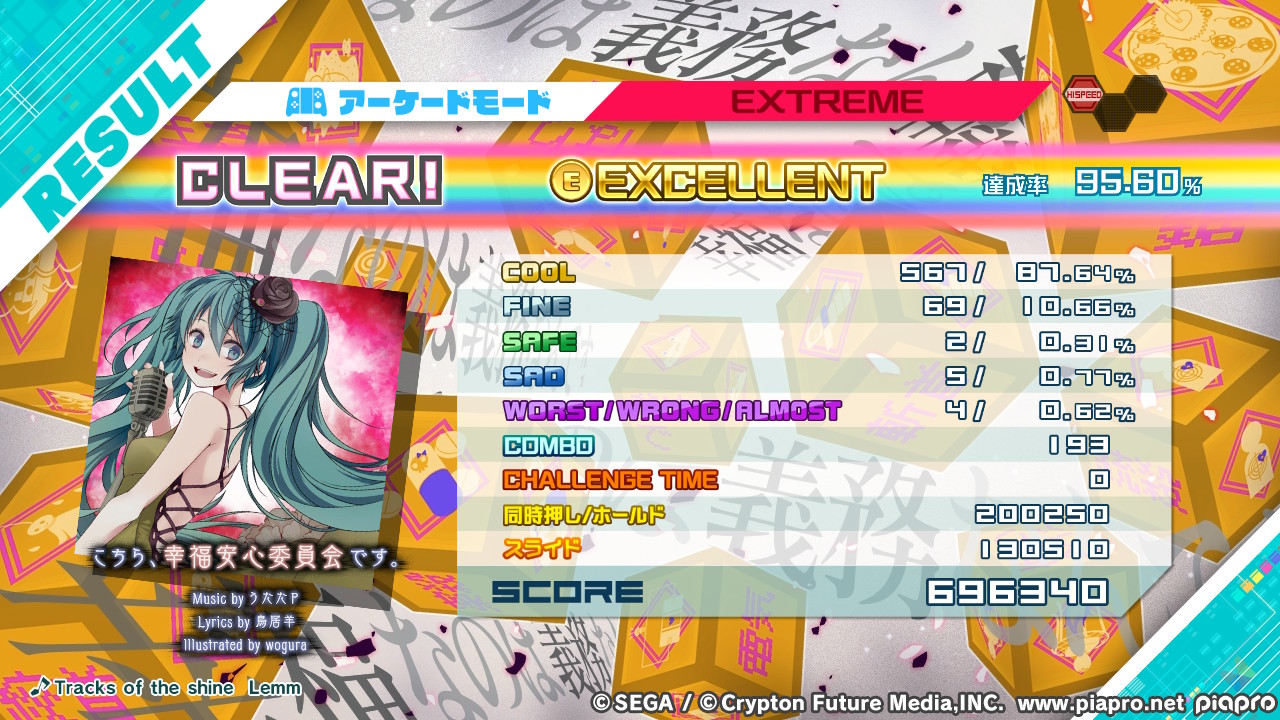 RESULT
アーケードモード
EXTREME
HISPEED
CLEAR!
E EXCELLENT
達成率 95.60%
COOL 567/ 87.64%
FINE 69/ 10.66%
SAFE 2/ 0.31%
SAD 5/ 0.77%
WORST/WRONG/ALMOST 4/ 0.62%
COMBO 193
CHALLENGE TIME 0
同時押し/ホールド 200250
スライド 130510
SCORE 696340
こちら、幸福安心委員会です。
Music by うたたP
Lyrics by 鳥居羊
Illustrated by wogura
♪Tracks of the shine Lemm
© SEGA / © Crypton Future Media,INC. www.piapro.net piapro
義務
義務